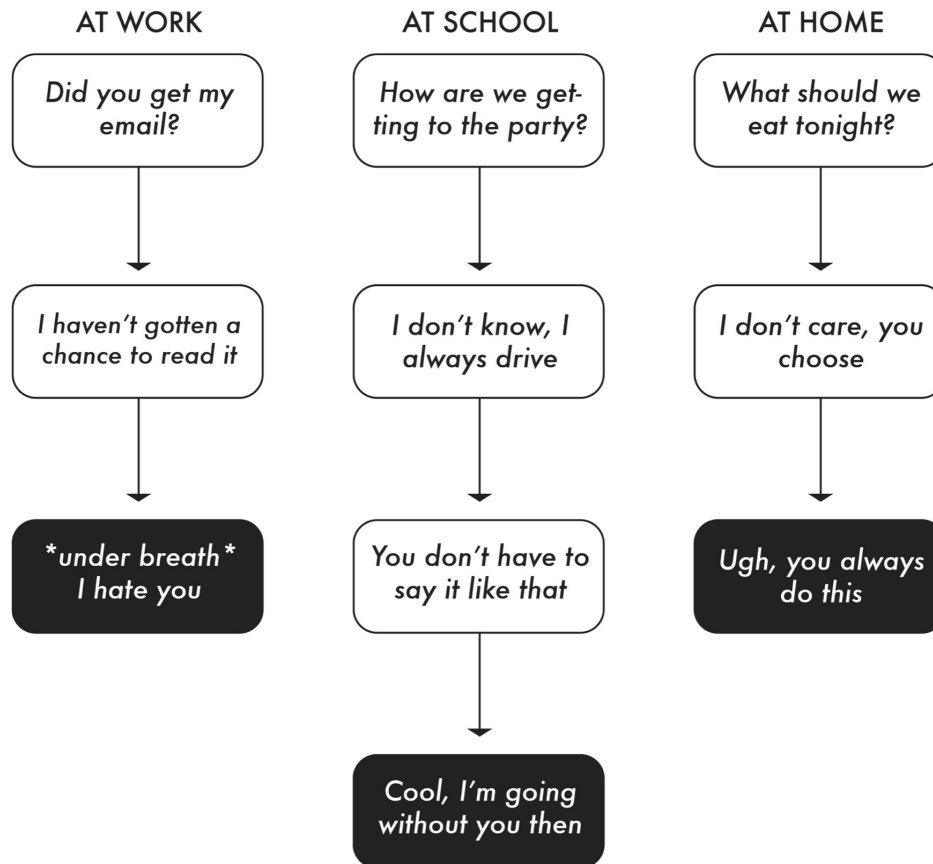 AT WORK
Did you get my
email?
I haven't gotten a
chance to read it
*under breath*
I hate you
AT SCHOOL
How are we get-
ting to the party?
I don't know, I
always drive
You don't have to
say it like that
Cool, I'm going
without you then
AT HOME
What should we
eat tonight?
I don't care, you
choose
Ugh, you always
do this